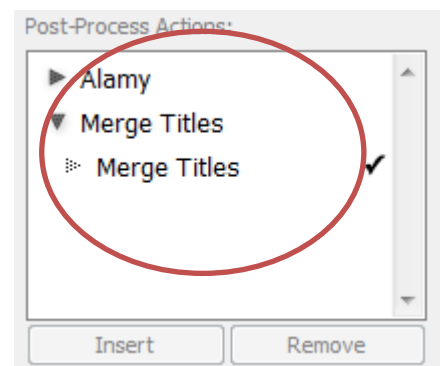 Post-Process Actions:
Alamy
Merge Titles
Merge Titles
Insert Remove